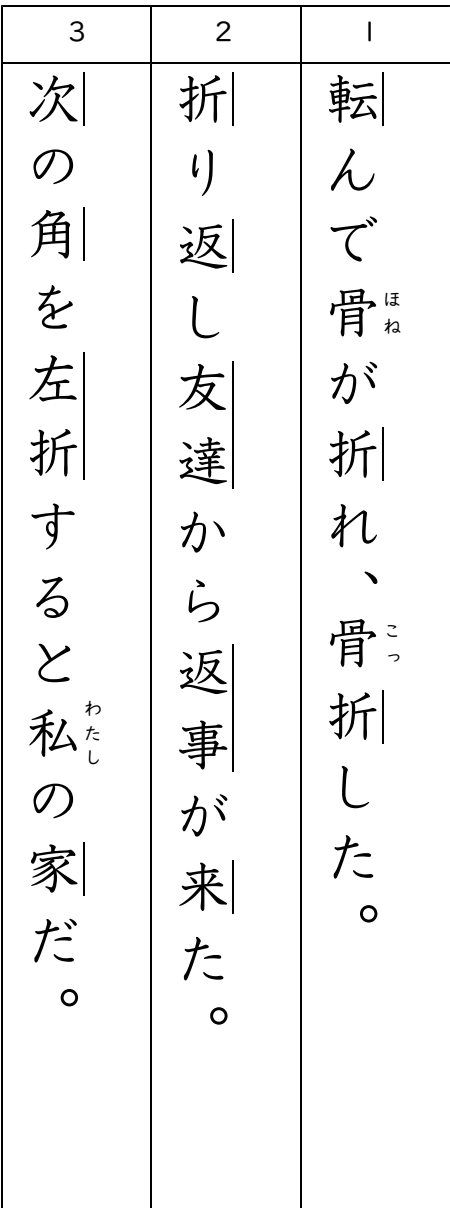 1
転んで骨が折れ、骨折した。
ほね
こっ
2
折り返し友達から返事が来た。
3
次の角を左折すると私の家だ。
わたし